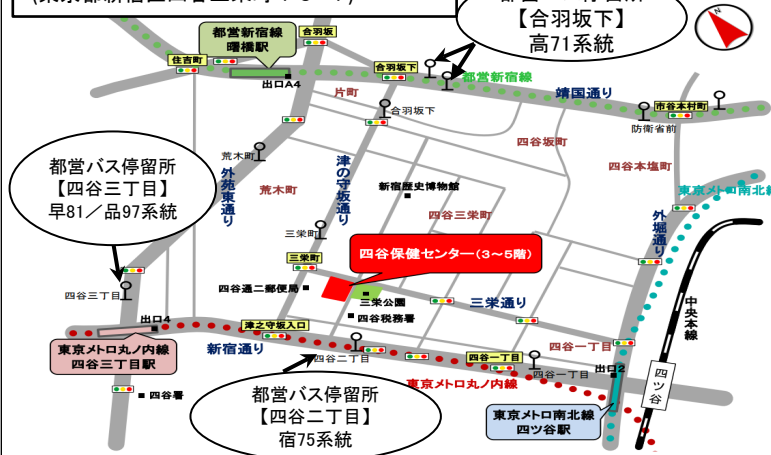 都営新宿線
曙橋駅
合羽坂
【合羽坂下】
高71系統
住吉町
合羽坂下
都営新宿線
靖国通り
出口A4
片町
合羽坂下
市谷本村町
防衛省前
四谷坂町
四谷本塩町
都営バス停留所
【四谷三丁目】
早81/品97系統
荒木町
外苑東通り
荒木町
津の守坂通り
新宿歴史博物館
四谷三栄町
東京メトロ南北線
外堀通り
三栄町
三栄町
四谷保健センター(3~5階)
四谷通二郵便局
三栄公園
四谷税務署
三栄通り
中央本線
四谷三丁目
出口4
津之守坂入口
新宿通り
四谷二丁目
東京メトロ丸ノ内線
四谷三丁目駅
四谷一丁目
四谷一丁目
四谷一丁目
出口2
四ツ谷
東京メトロ丸ノ内線
四谷署
都営バス停留所
【四谷二丁目】
宿75系統
東京メトロ南北線
四ツ谷駅